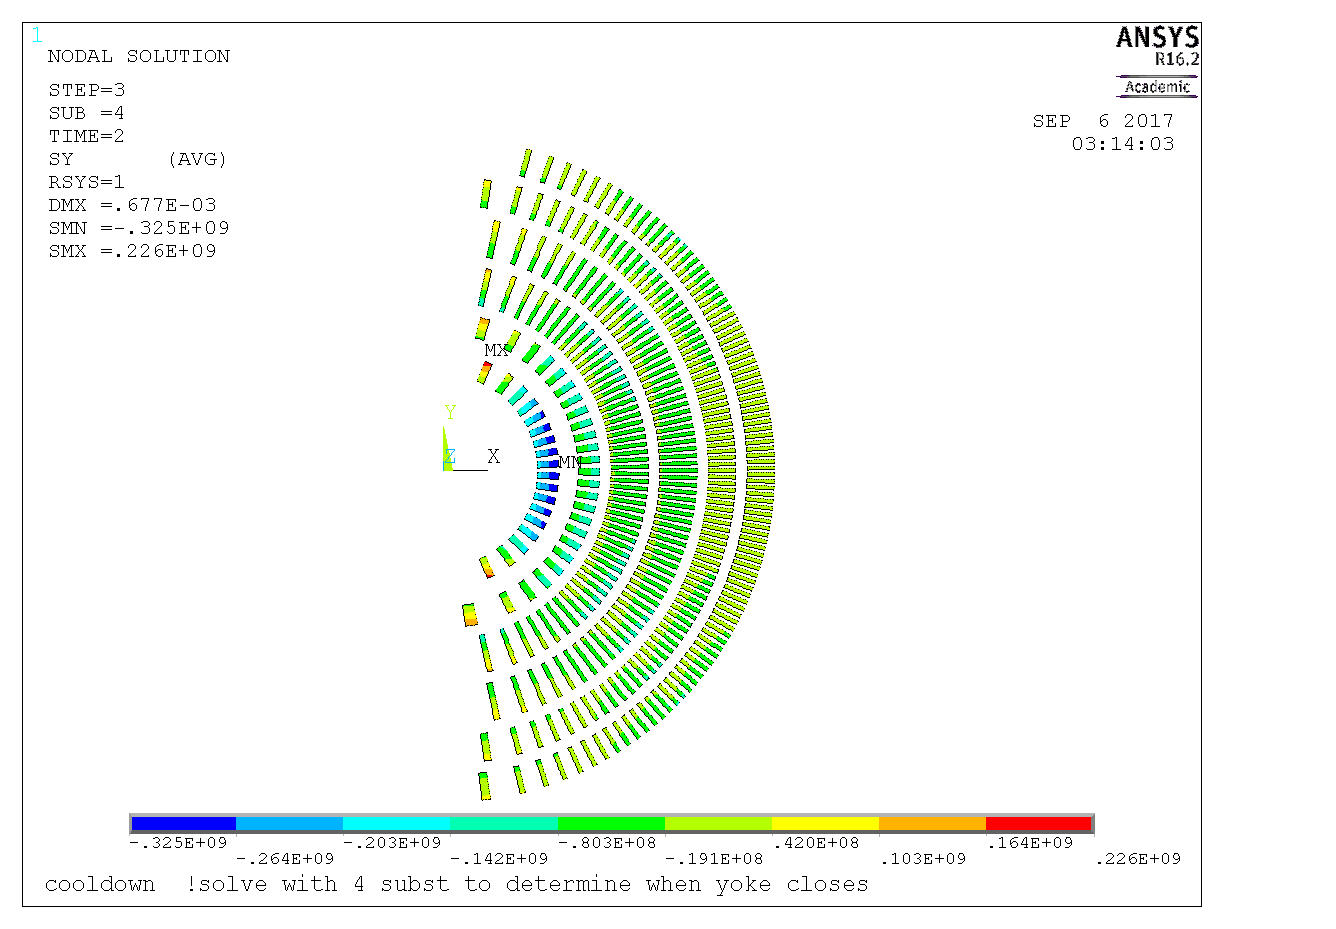 1
NODAL SOLUTION
STEP=3
SUB =4
TIME=2
SY       (AVG)
RSYS=1
DMX =.677E-03
SMN =-.325E+09
SMX =.226E+09
ANSYS
R16.2
Academic
SEP  6 2017
03:14:03
MX
Y
Z
X
MN
-.325E+09
-.264E+09
-.203E+09
-.142E+09
-.803E+08
-.191E+08
.420E+08
.103E+09
.164E+09
.226E+09
cooldown  !solve with 4 subst to determine when yoke closes